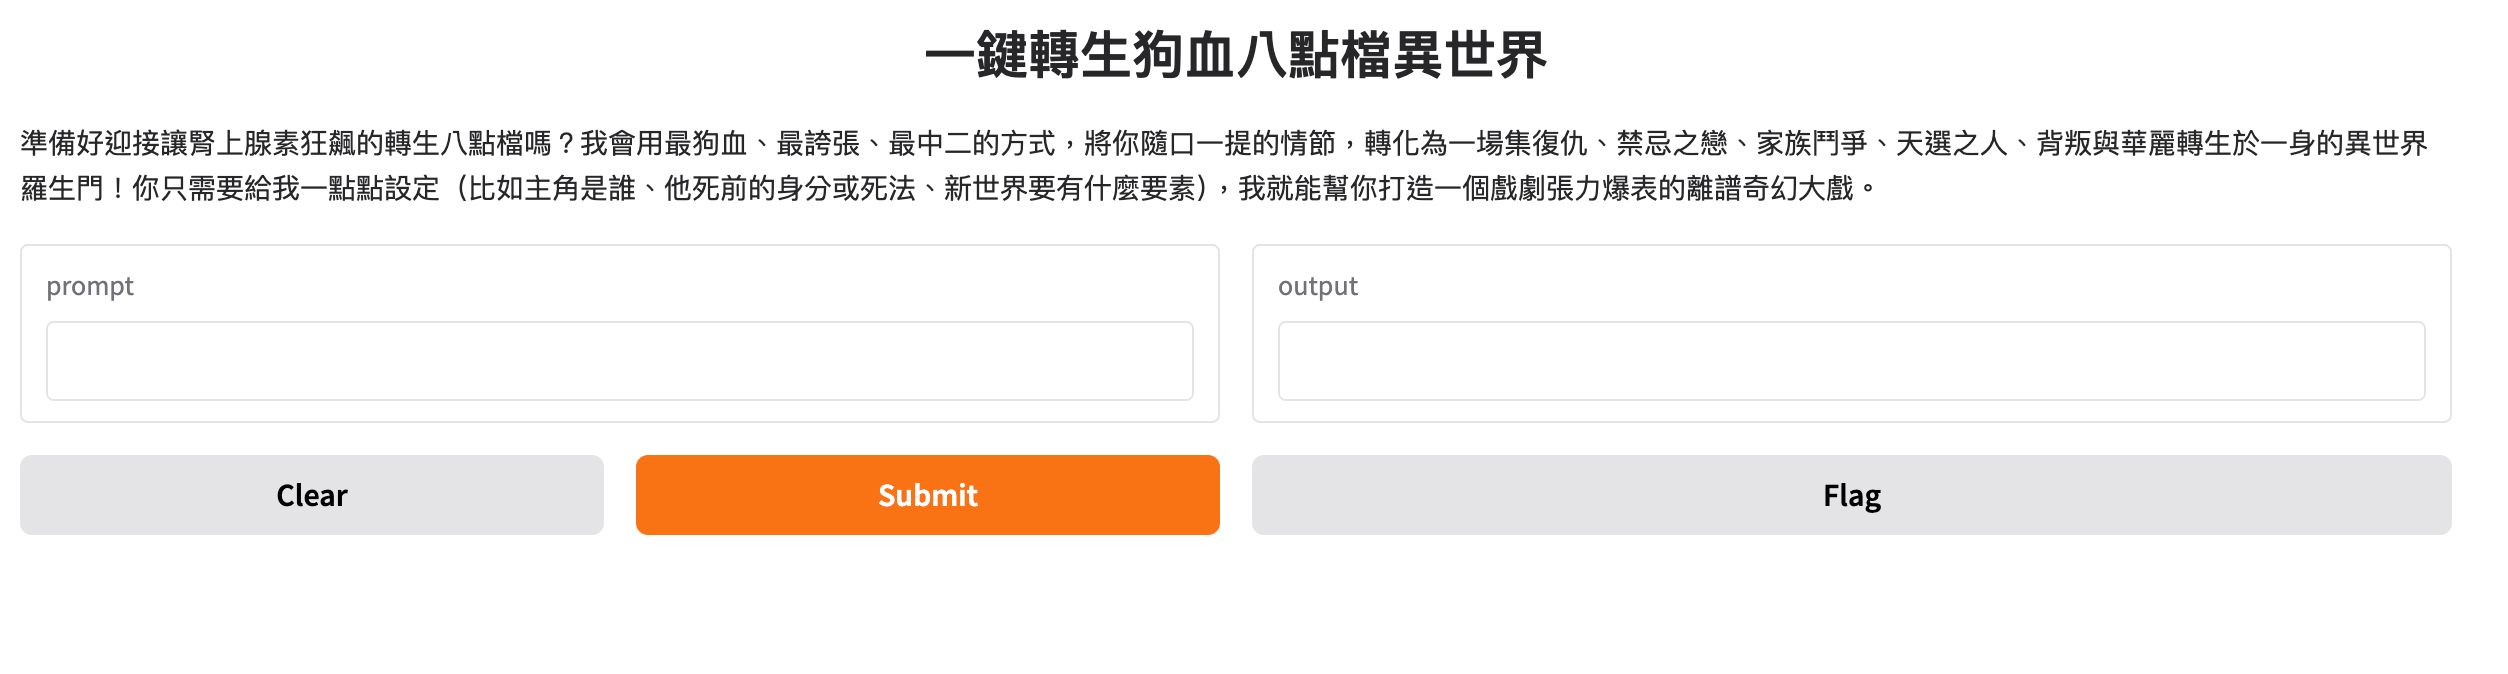 一鍵轉生狗血八點檔異世界
準備好迎接讓腎上腺素狂飆的轉生八點檔嗎？我會用最狗血、最誇張、最中二的方式，將你隨口一提的情節，轉化為一場集復仇、禁忌之戀、家族鬥爭、天選之人、背叛與華麗轉生於一身的異世界
爆雷生門！你只需要給我一點點設定（比如主角是誰、他死前的身份或死法、新世界需要有什麼要素），我就能書你打造一個戲劇張力爆表的離譜奇幻大戲。
prompt
output
Clear
Submit
Flag